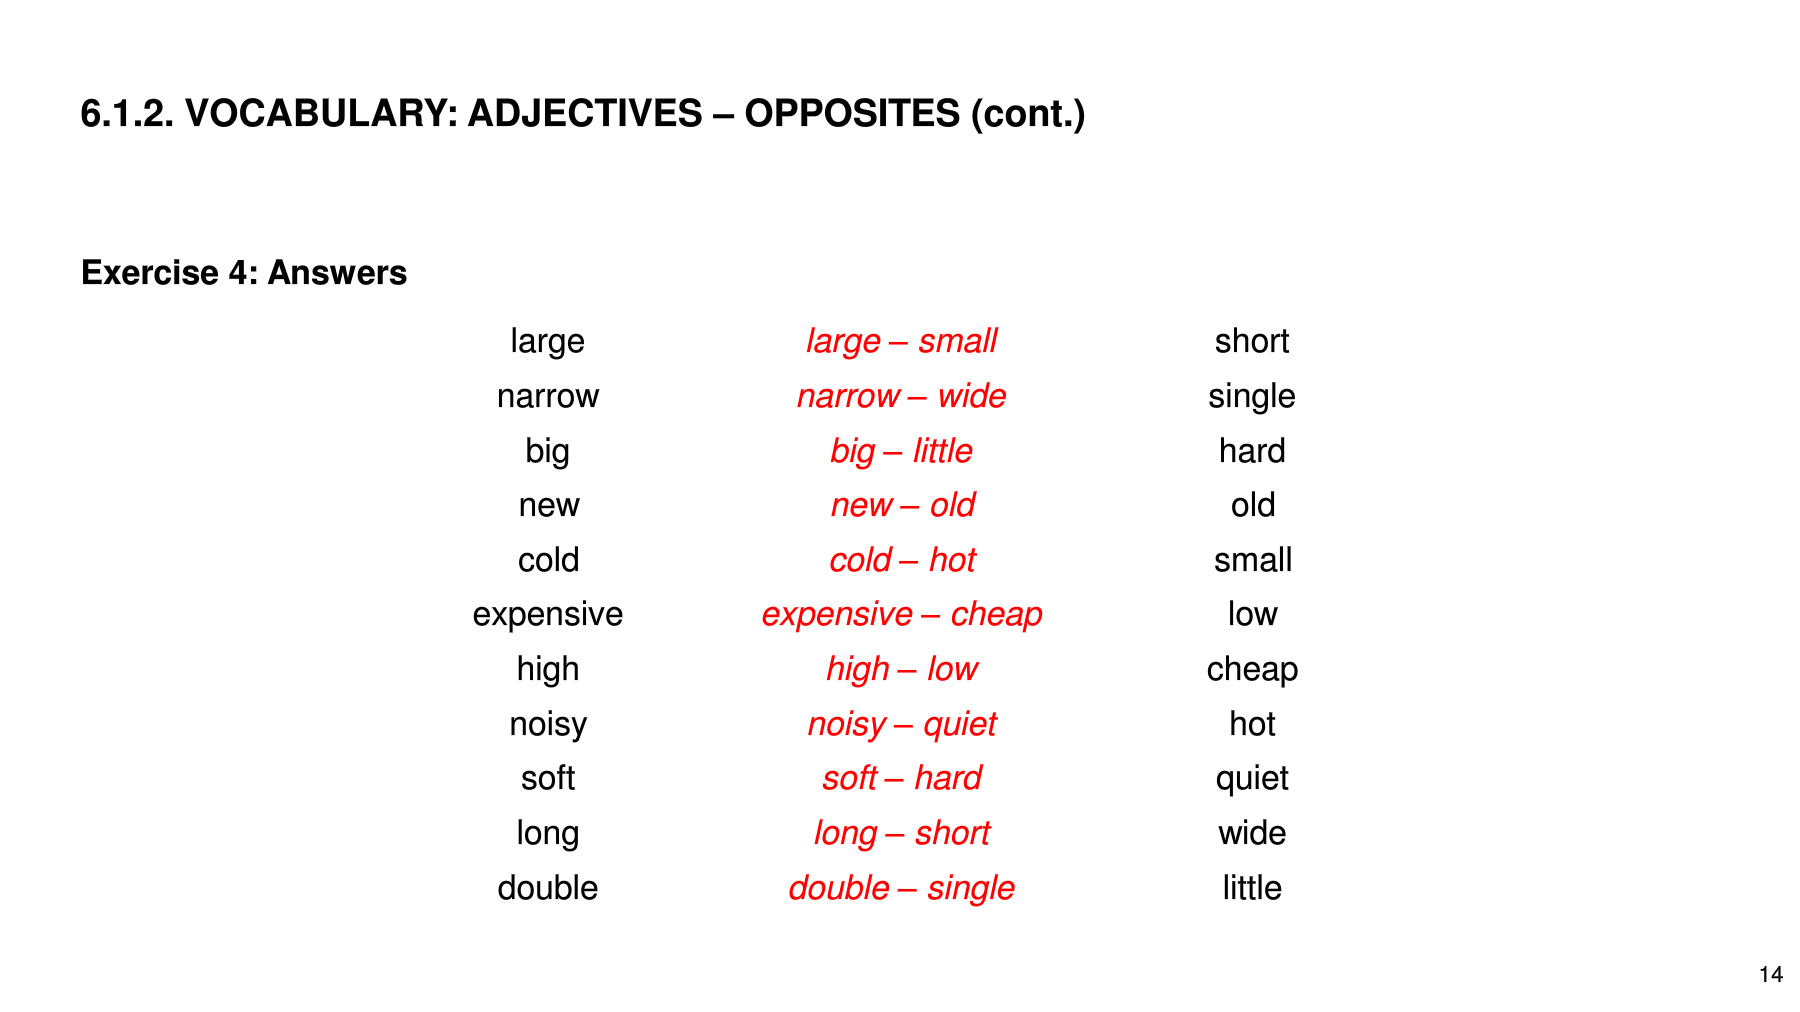 6.1.2. VOCABULARY: ADJECTIVES – OPPOSITES (cont.)
Exercise 4: Answers
large large – small short
narrow narrow – wide single
big big – little hard
new new – old old
cold cold – hot small
expensive expensive – cheap low
high high – low cheap
noisy noisy – quiet hot
soft soft – hard quiet
long long – short wide
double double – single little
14